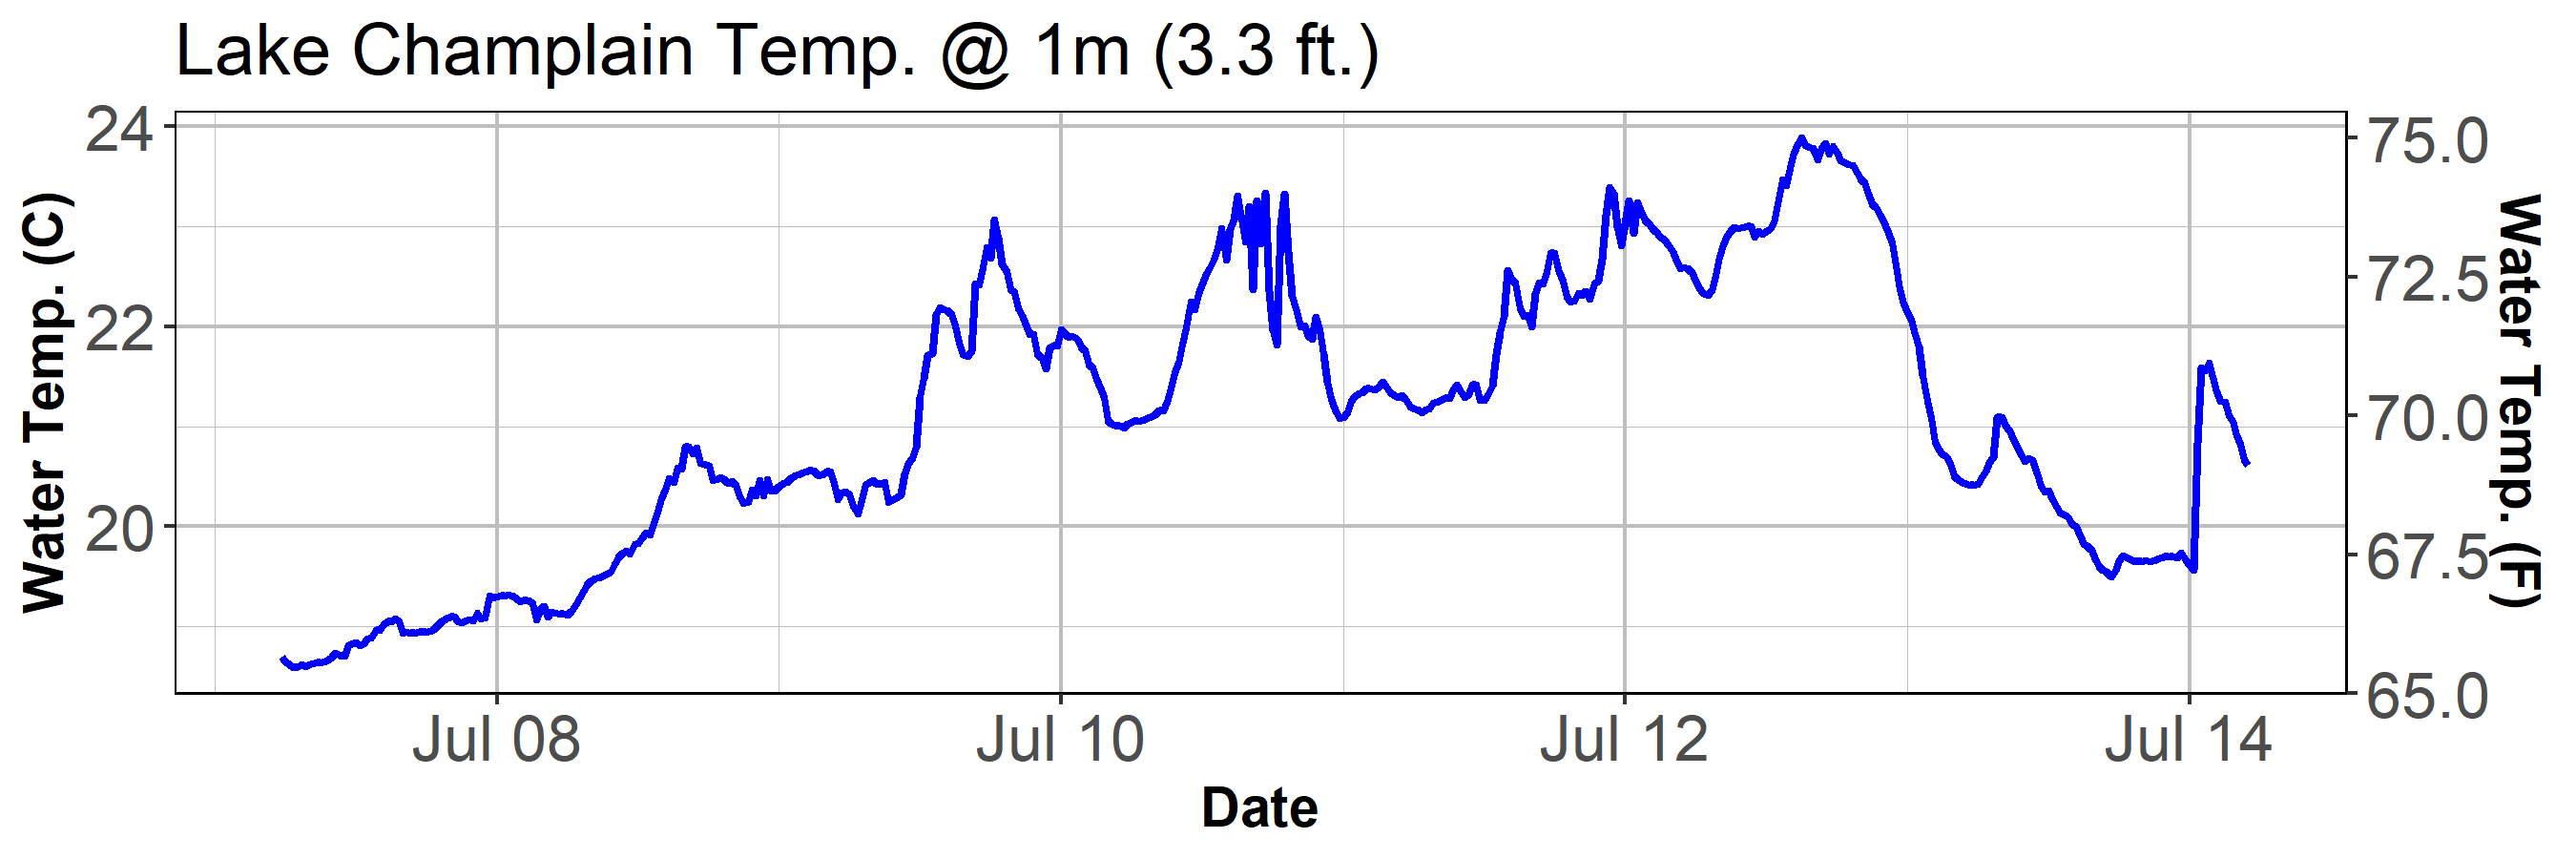 Lake Champlain Temp. @ 1m (3.3 ft.)
24
22
20
Water Temp. (C)
75.0
72.5
70.0
67.5
65.0
Water Temp. (F)
Jul 08
Jul 10
Jul 12
Jul 14
Date